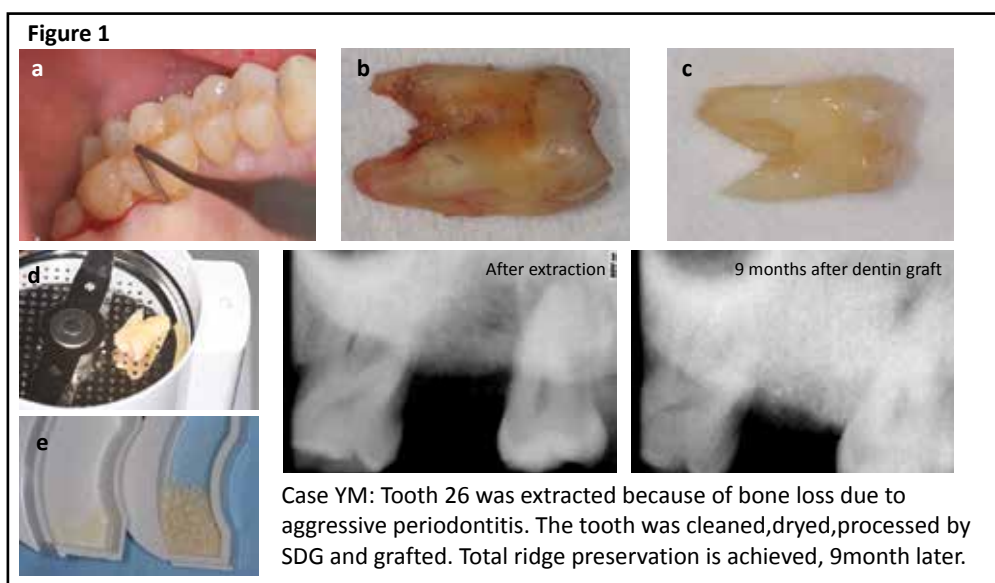 Figure 1
a
b
c
d
After extraction
9 months after dentin graft
e
Case YM: Tooth 26 was extracted because of bone loss due to
aggressive periodontitis. The tooth was cleaned,dryed,processed by
SDG and grafted. Total ridge preservation is achieved, 9month later.